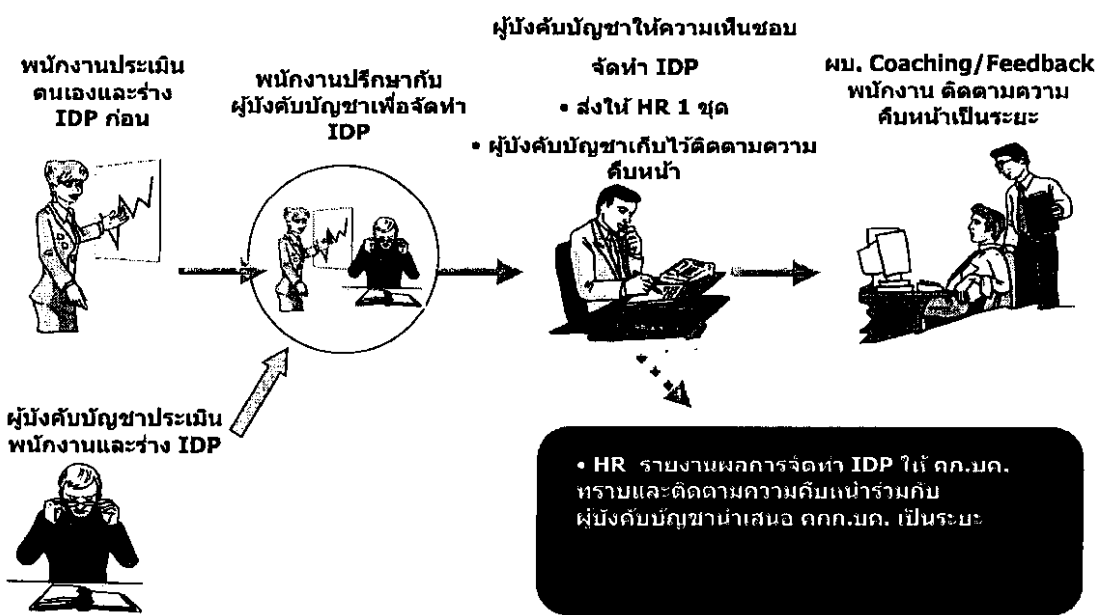 พนักงานประเมิน
ตนเองและร่าง
IDP ก่อน
พนักงานปรึกษากับ
ผู้บังคับบัญชาเพื่อจัดทำ
IDP
ผู้บังคับบัญชาให้ความเห็นชอบ
จัดทำ IDP
• ส่งให้ HR 1 ชุด
• ผู้บังคับบัญชาเก็บไว้ติดตามความ
คืบหน้า
ผบ. Coaching/Feedback
พนักงาน ติดตามความ
คืบหน้าเป็นระยะ
ผู้บังคับบัญชาประเมิน
พนักงานและร่าง IDP
• HR รายงานผลการจัดทำ IDP ให้ คก.บค.
ทราบและติดตามความคืบหน้าร่วมกับ
ผู้บังคับบัญชานำเสนอ คกก.บค. เป็นระยะ